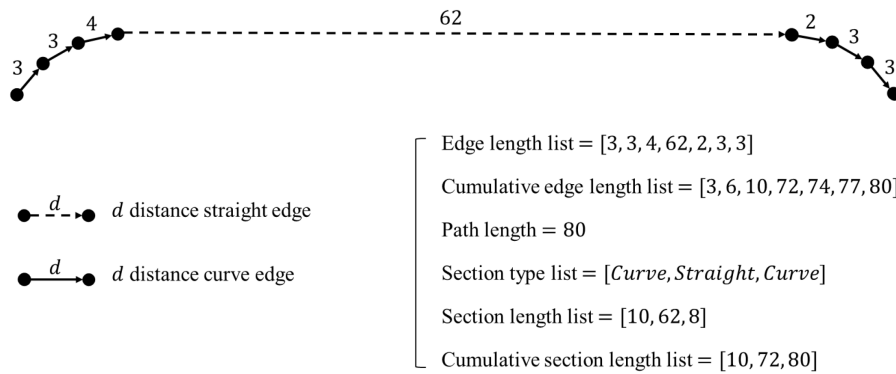 62
4
2
3
3
3
3
Edge length list = [3, 3, 4, 62, 2, 3, 3]
Cumulative edge length list = [3, 6, 10, 72, 74, 77, 80]
d
d distance straight edge
Path length = 80
d
d distance curve edge
Section type list = [Curve, Straight, Curve]
Section length list = [10, 62, 8]
Cumulative section length list = [10, 72, 80]